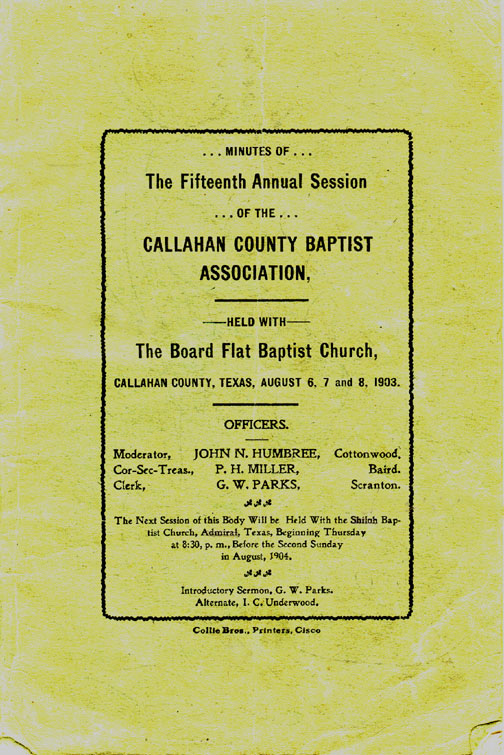 ... MINUTES OF ...
The Fifteenth Annual Session
... OF THE ...
CALLAHAN COUNTY BAPTIST
ASSOCIATION,
—HELD WITH—
The Board Flat Baptist Church,
CALLAHAN COUNTY, TEXAS, AUGUST 6, 7 and 8, 1903.
OFFICERS.
Moderator, JOHN N. HUMBREE, Cottonwood.
Cor-Sec-Treas., P. H. MILLER, Baird.
Clerk, G. W. PARKS, Scranton.
The Next Session of this Body Will be Held With the Shiloh Bap-
tist Church, Admiral, Texas, Beginning Thursday
at 8:30, p. m., Before the Second Sunday
in August, 1904.
Introductory Sermon, G. W. Parks.
Alternate, I. C. Underwood.
Collie Bros., Printers, Cisco